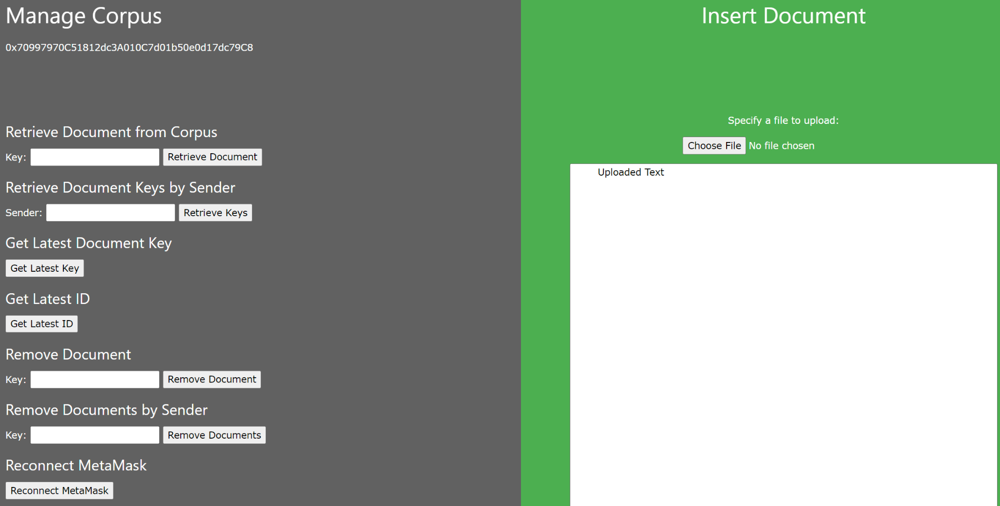 Manage Corpus
0x70997970C51812dc3A010C7d01b50e0d17dc79C8
Retrieve Document from Corpus
Key: Retrieve Document
Retrieve Document Keys by Sender
Sender: Retrieve Keys
Get Latest Document Key
Get Latest Key
Get Latest ID
Get Latest ID
Remove Document
Key: Remove Document
Remove Documents by Sender
Key: Remove Documents
Reconnect MetaMask
Reconnect MetaMask
Insert Document
Specify a file to upload:
Choose File No file chosen
Uploaded Text